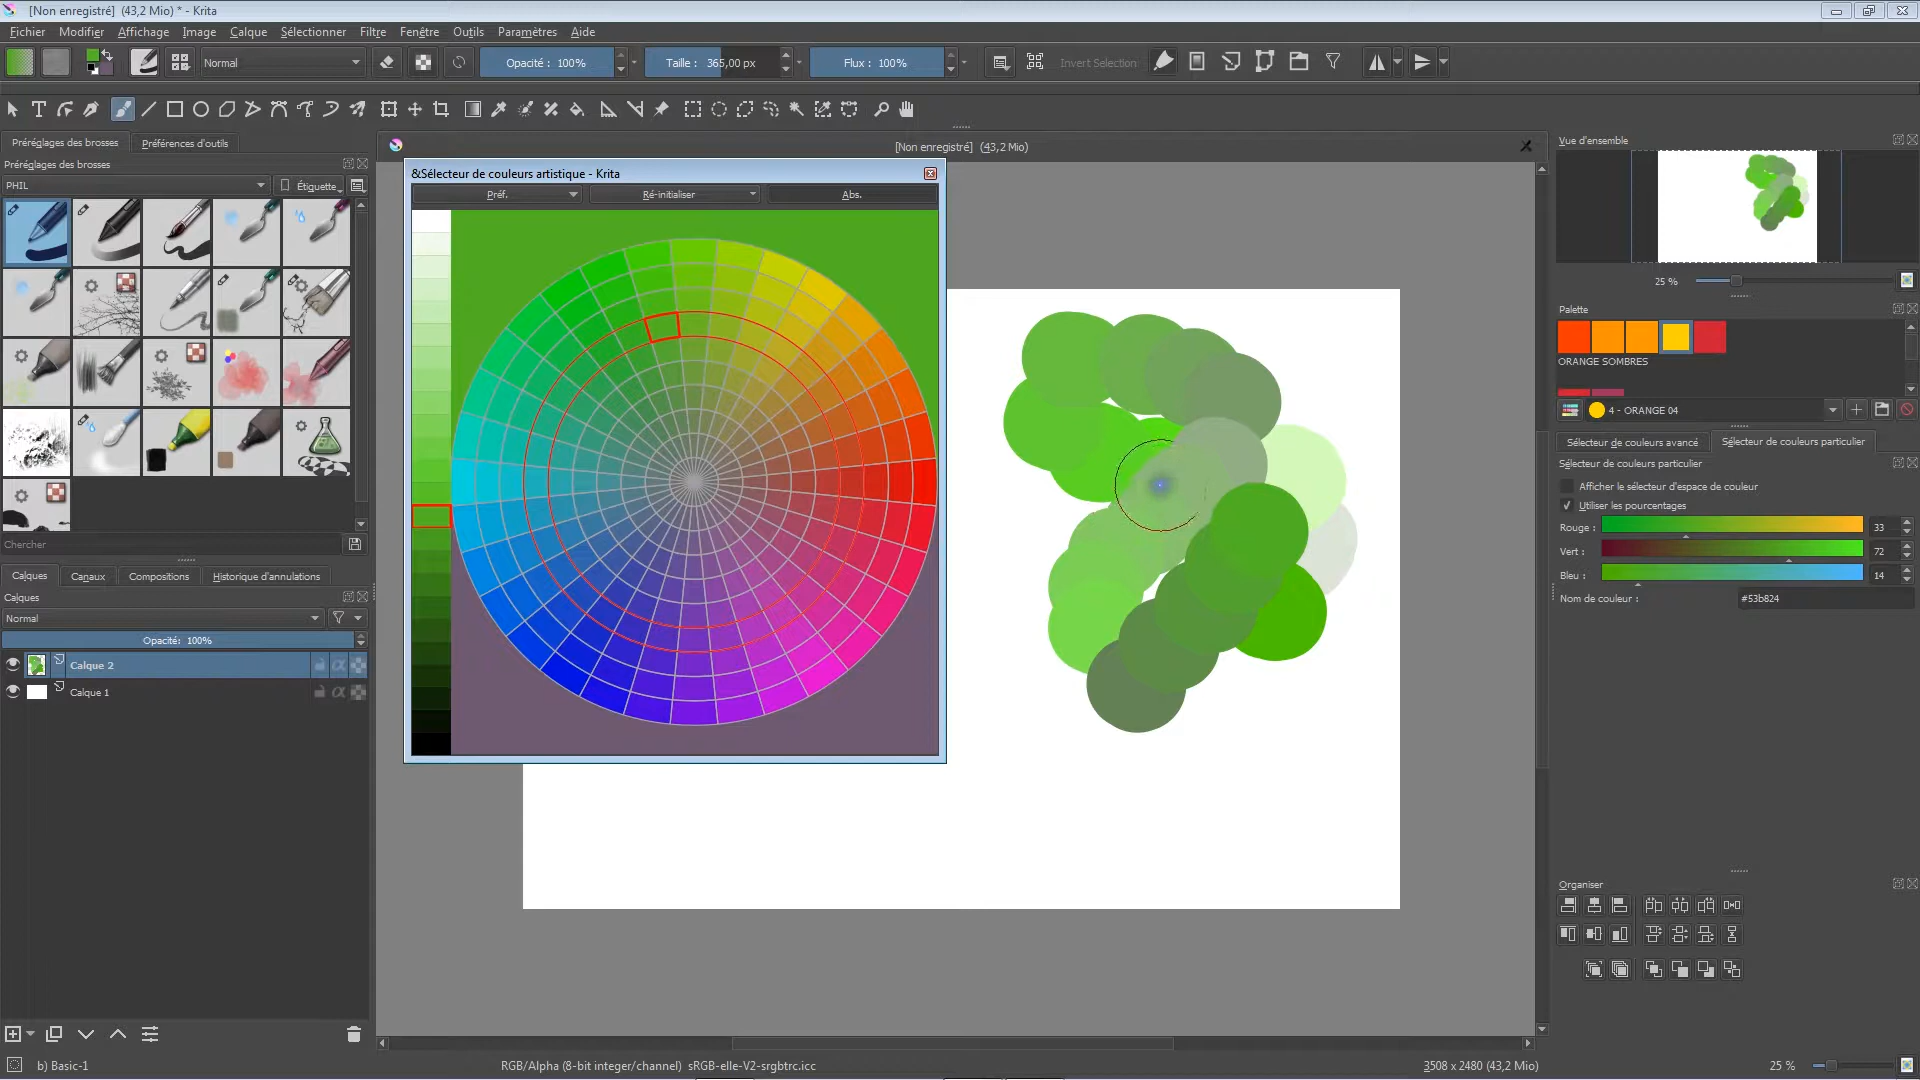 [Non enregistré]  (43,2 Mio) * - Krita
Fichier Modifier Affichage Image Calque Sélectionner Filtre Fenêtre Outils Paramètres Aide
Normal Opacité : 100% Taille : 365,00 px Flux : 100% Invert Selection
Préréglages des brosses Préférences d'outils
[Non enregistré]  (43,2 Mio)
Vue d'ensemble
Préréglages des brosses
PHIL Étiquette
&Sélecteur de couleurs artistique - Krita
Préf. Ré-initialiser Abs.
25 %
Palette
ORANGE SOMBRES
4 - ORANGE 04
Sélecteur de couleurs avancé Sélecteur de couleurs particulier
Sélecteur de couleurs particulier
Afficher le sélecteur d'espace de couleur
Utiliser les pourcentages
Rouge : 33
Vert : 72
Bleu : 14
Nom de couleur : #53b824
Chercher
Calques Canaux Compositions Historique d'annulations
Calques
Normal
Opacité: 100%
Calque 2
Calque 1
Organiser
b) Basic-1
RGB/Alpha (8-bit integer/channel)  sRGB-elle-V2-srgbtrc.icc
3508 x 2480 (43,2 Mio)
25 %